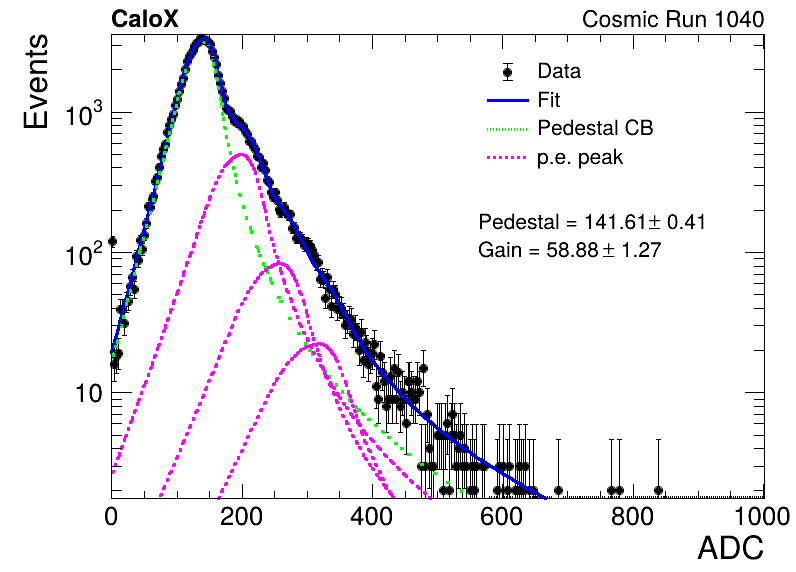 CaloX Cosmic Run 1040
Events
Data
Fit
Pedestal CB
p.e. peak
Pedestal = 141.61± 0.41
Gain = 58.88 ± 1.27
10³
10²
10
0 200 400 600 800 1000
ADC